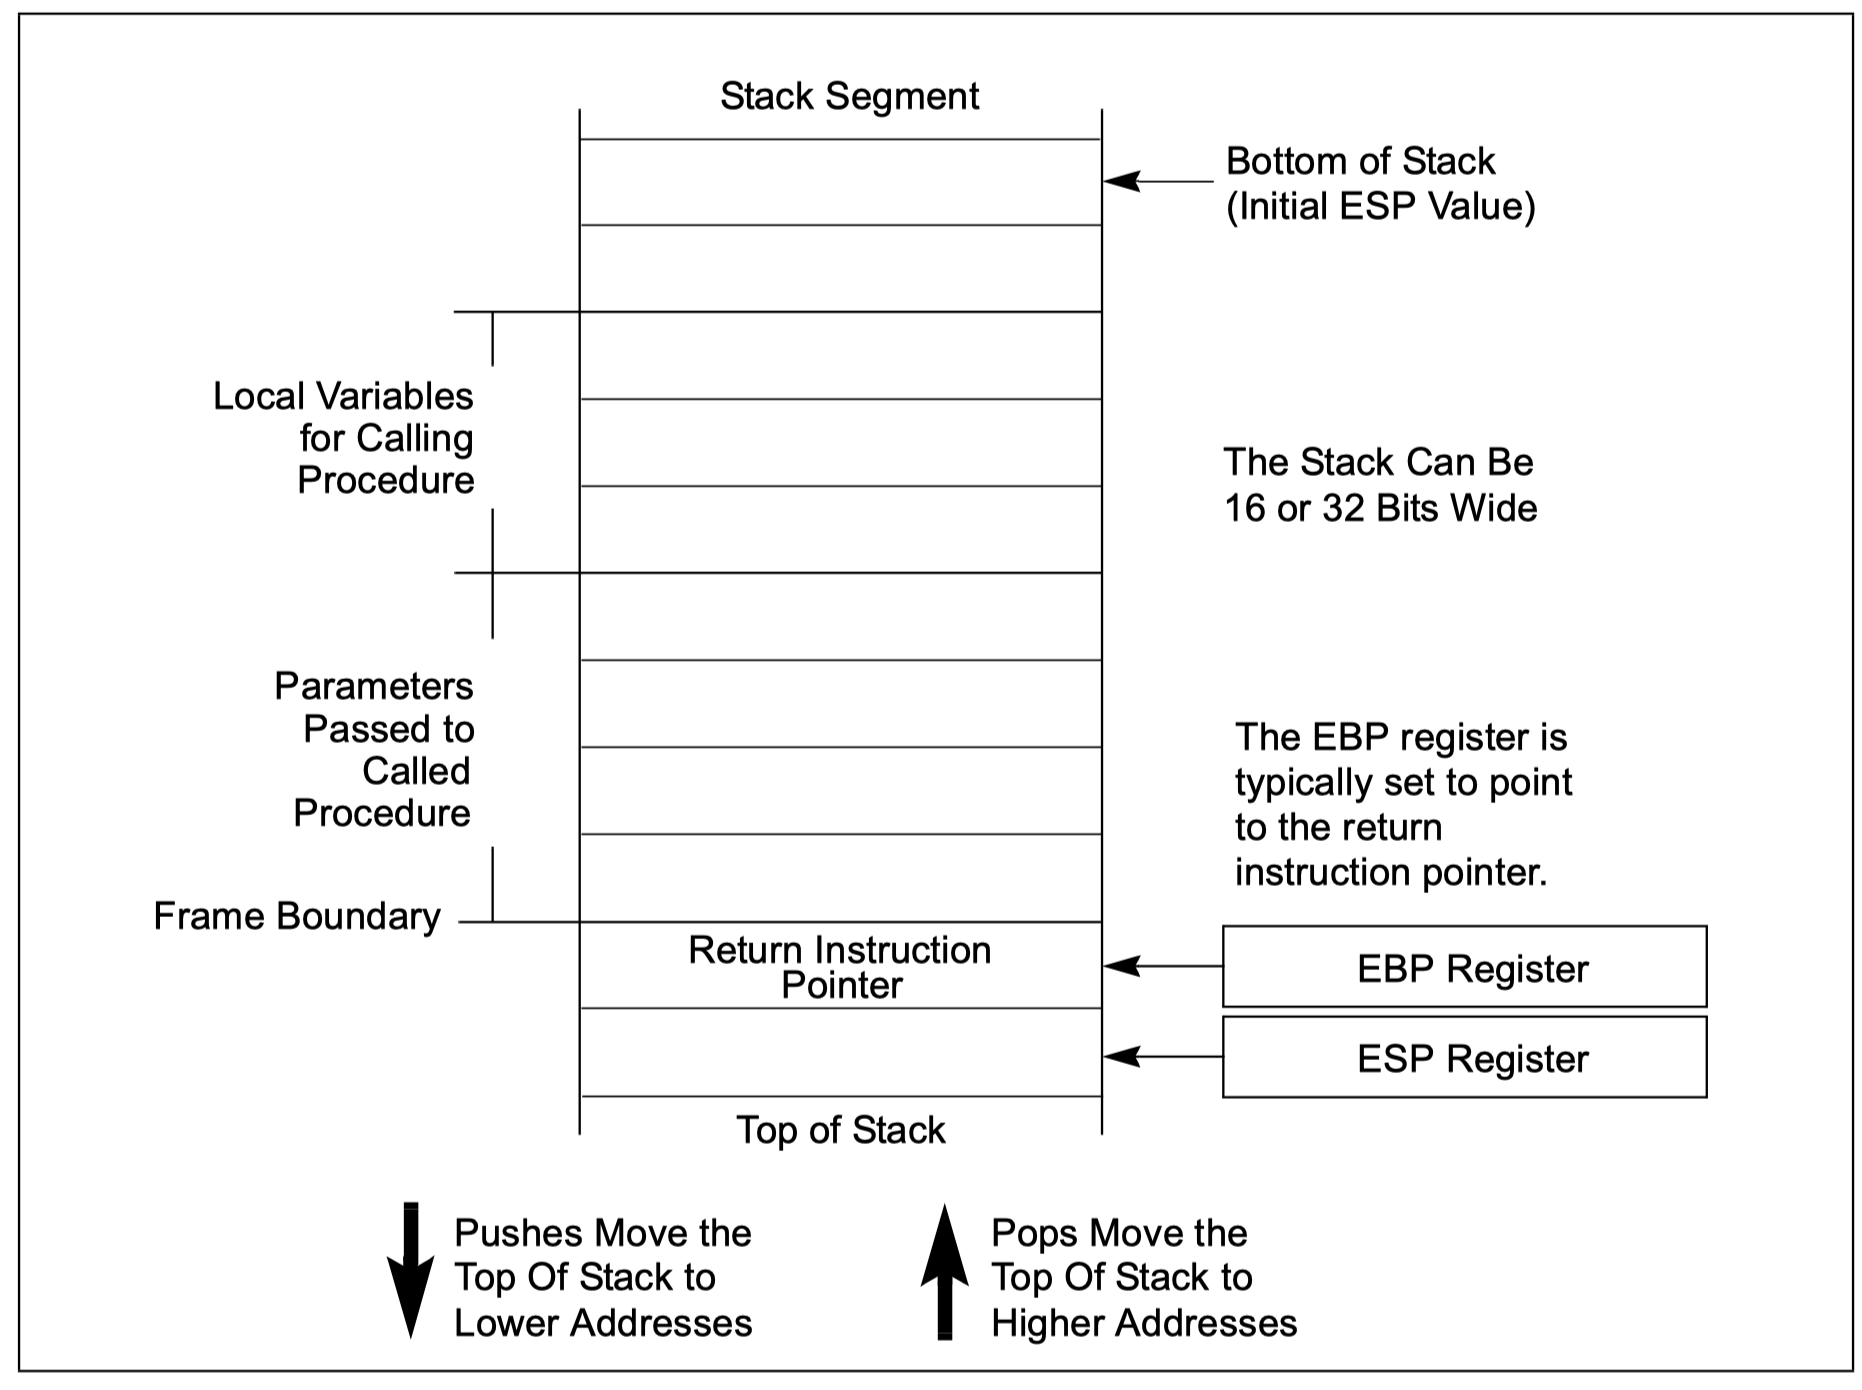 Stack Segment
Bottom of Stack
(Initial ESP Value)
Local Variables
for Calling
Procedure
The Stack Can Be
16 or 32 Bits Wide
Parameters
Passed to
Called
Procedure
The EBP register is
typically set to point
to the return
instruction pointer.
Frame Boundary
Return Instruction
Pointer
EBP Register
ESP Register
Top of Stack
Pushes Move the
Top Of Stack to
Lower Addresses
Pops Move the
Top Of Stack to
Higher Addresses